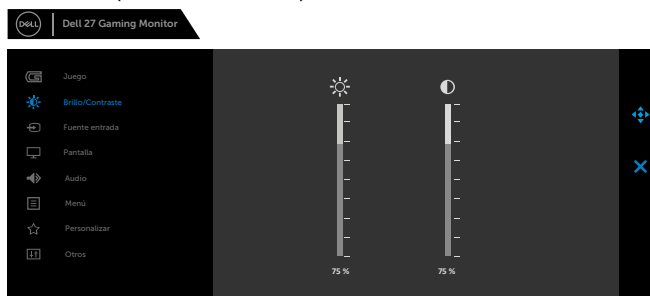 DELL
Dell 27 Gaming Monitor
Juego
Brillo/Contraste
Fuente entrada
Pantalla
Audio
Menú
Personalizar
Otros
75 %
75 %